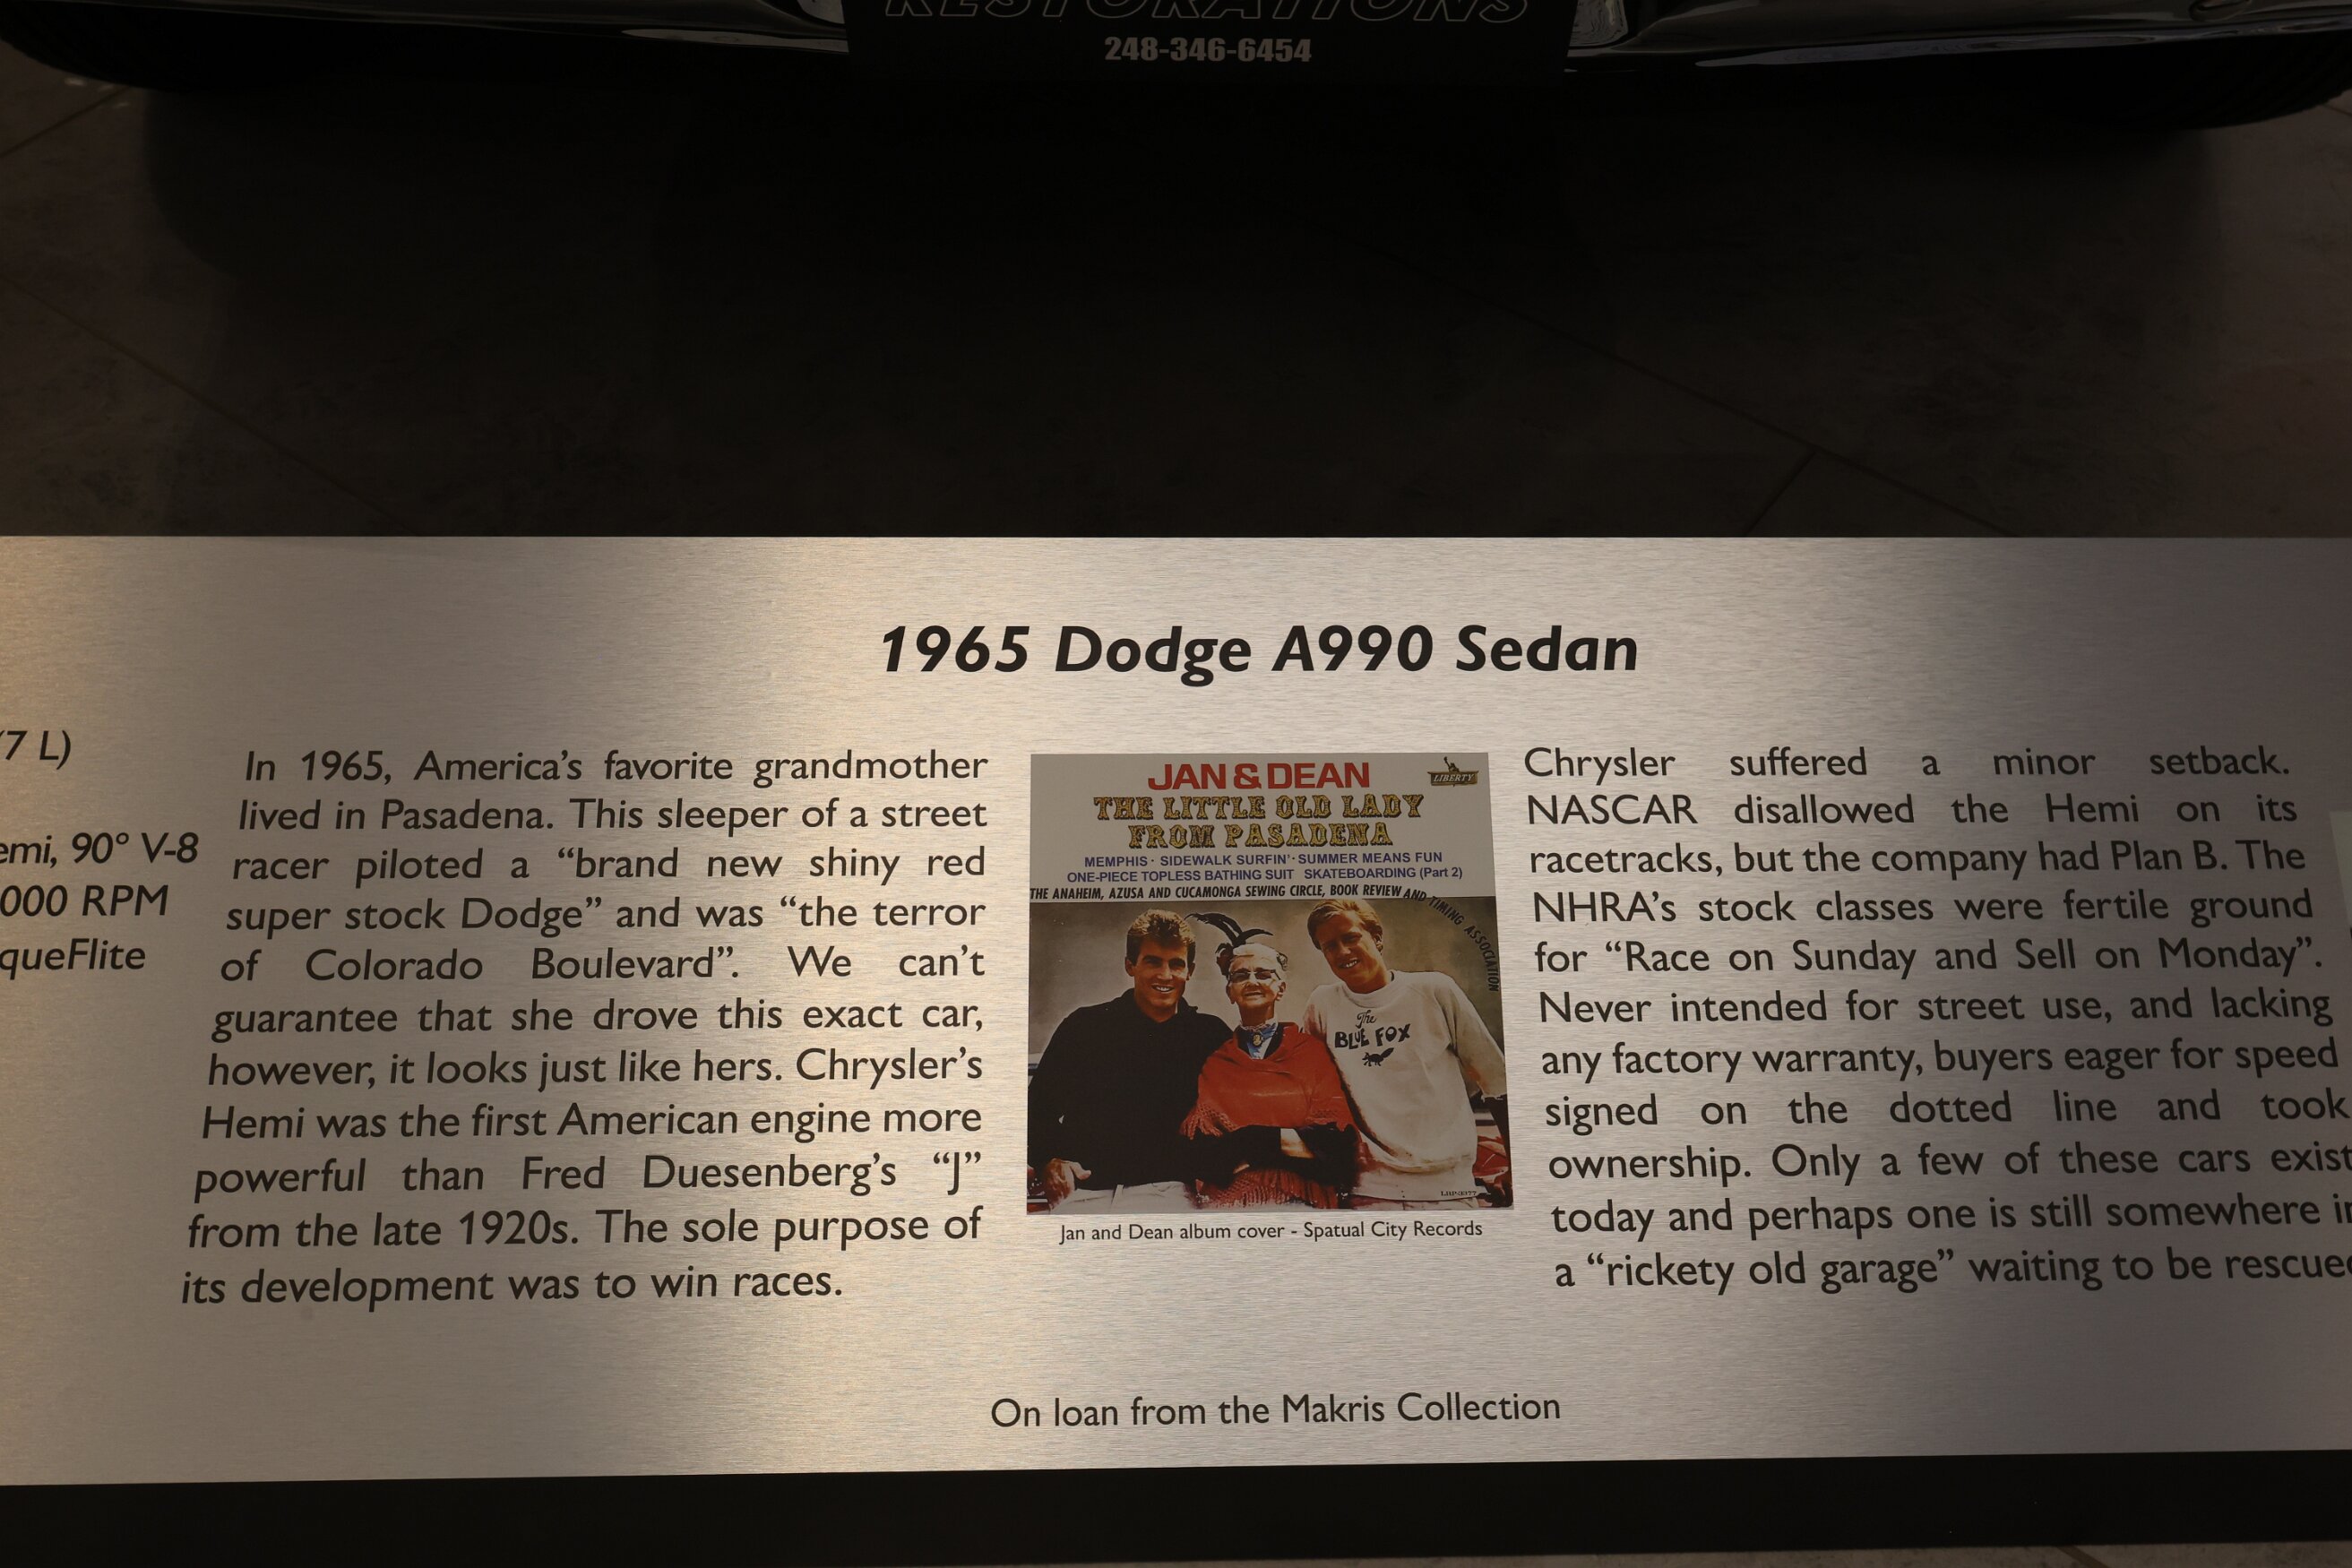 RESTORATIONS
248-346-6454
1965 Dodge A990 Sedan
7 L)
emi, 90° V-8
000 RPM
queFlite
In 1965, America’s favorite grandmother
lived in Pasadena. This sleeper of a street
racer piloted a “brand new shiny red
super stock Dodge” and was “the terror
of Colorado Boulevard”. We can’t
guarantee that she drove this exact car,
however, it looks just like hers. Chrysler’s
Hemi was the first American engine more
powerful than Fred Duesenberg’s “J”
from the late 1920s. The sole purpose of
its development was to win races.
JAN & DEAN
LIBERTY
THE LITTLE OLD LADY
FROM PASADENA
MEMPHIS · SIDEWALK SURFIN' · SUMMER MEANS FUN
ONE-PIECE TOPLESS BATHING SUIT SKATEBOARDING (Part 2)
THE ANAHEIM, AZUSA AND CUCAMONGA SEWING CIRCLE, BOOK REVIEW AND TIMING ASSOCIATION
The
BLUE FOX
Jan and Dean album cover - Spatual City Records
Chrysler suffered a minor setback.
NASCAR disallowed the Hemi on its
racetracks, but the company had Plan B. The
NHRA’s stock classes were fertile ground
for “Race on Sunday and Sell on Monday”.
Never intended for street use, and lacking
any factory warranty, buyers eager for speed
signed on the dotted line and took
ownership. Only a few of these cars exist
today and perhaps one is still somewhere in
a “rickety old garage” waiting to be rescued
On loan from the Makris Collection